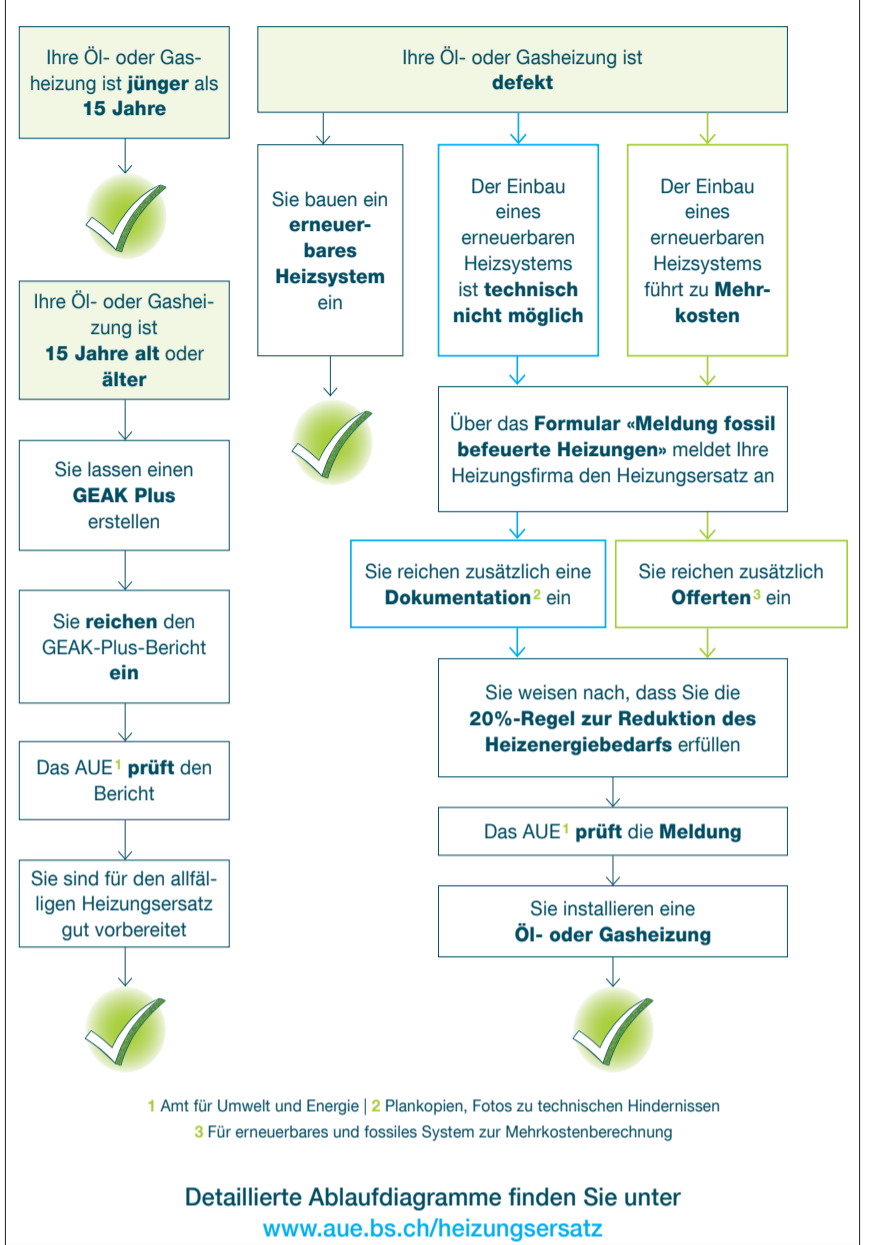 Ihre Öl- oder Gas-
heizung ist jünger als
15 Jahre
Ihre Öl- oder Gashei-
zung ist
15 Jahre alt oder
älter
Sie lassen einen
GEAK Plus
erstellen
Sie reichen den
GEAK-Plus-Bericht
ein
Das AUE¹ prüft den
Bericht
Sie sind für den allfäl-
ligen Heizungsersatz
gut vorbereitet
Ihre Öl- oder Gasheizung ist
defekt
Sie bauen ein
erneuer-
bares
Heizsystem
ein
Der Einbau
eines
erneuerbaren
Heizsystems
ist technisch
nicht möglich
Der Einbau
eines
erneuerbaren
Heizsystems
führt zu Mehr-
kosten
Über das Formular «Meldung fossil
befeuerte Heizungen» meldet Ihre
Heizungsfirma den Heizungsersatz an
Sie reichen zusätzlich eine
Dokumentation² ein
Sie reichen zusätzlich
Offerten³ ein
Sie weisen nach, dass Sie die
20%-Regel zur Reduktion des
Heizenergiebedarfs erfüllen
Das AUE¹ prüft die Meldung
Sie installieren eine
Öl- oder Gasheizung
1 Amt für Umwelt und Energie | 2 Plankopien, Fotos zu technischen Hindernissen
3 Für erneuerbares und fossiles System zur Mehrkostenberechnung
Detaillierte Ablaufdiagramme finden Sie unter
www.aue.bs.ch/heizungsersatz